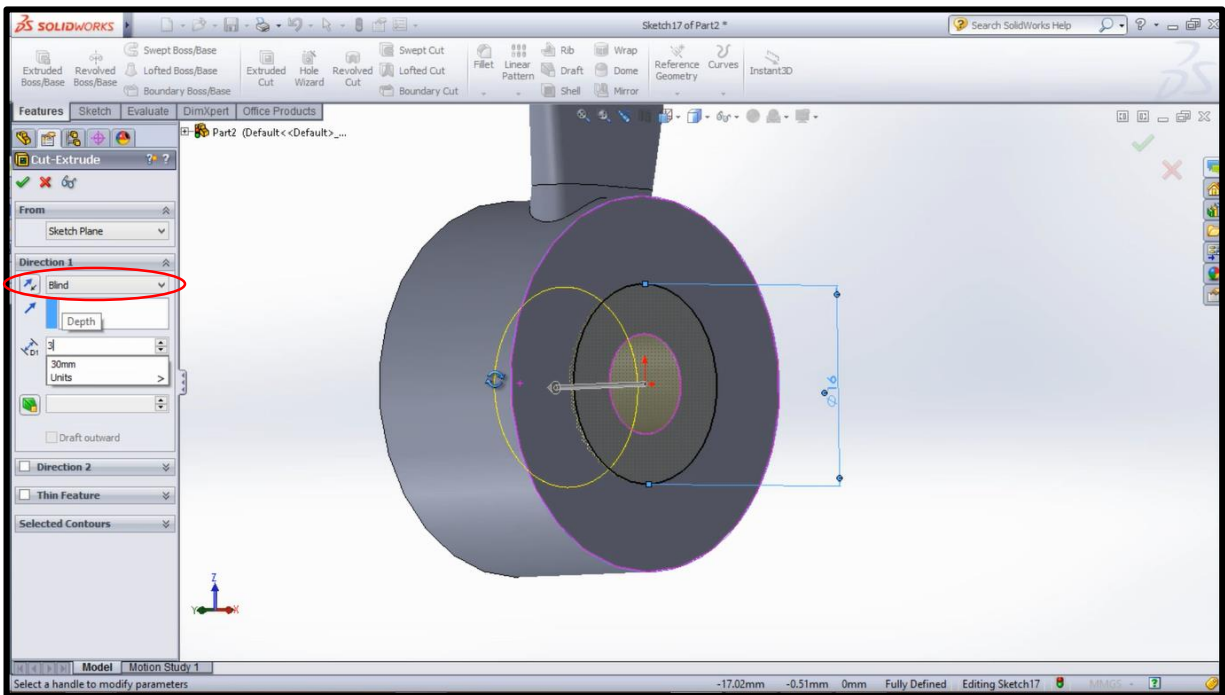 SOLIDWORKS
Sketch17 of Part2 *
Search SolidWorks Help
Extruded Boss/Base
Revolved Boss/Base
Swept Boss/Base
Lofted Boss/Base
Boundary Boss/Base
Extruded Cut
Hole Wizard
Revolved Cut
Swept Cut
Lofted Cut
Boundary Cut
Fillet
Linear Pattern
Rib
Draft
Shell
Wrap
Dome
Mirror
Reference Geometry
Curves
Instant3D
Features Sketch Evaluate DimXpert Office Products
Part2 (Default<<Default>_...
Cut-Extrude
From
Sketch Plane
Direction 1
Blind
Depth
D1
3
30mm
Units >
Draft outward
Direction 2
Thin Feature
Selected Contours
Ø16
Z
Y X
Model Motion Study 1
Select a handle to modify parameters
-17.02mm -0.51mm 0mm Fully Defined Editing Sketch17 MMGS